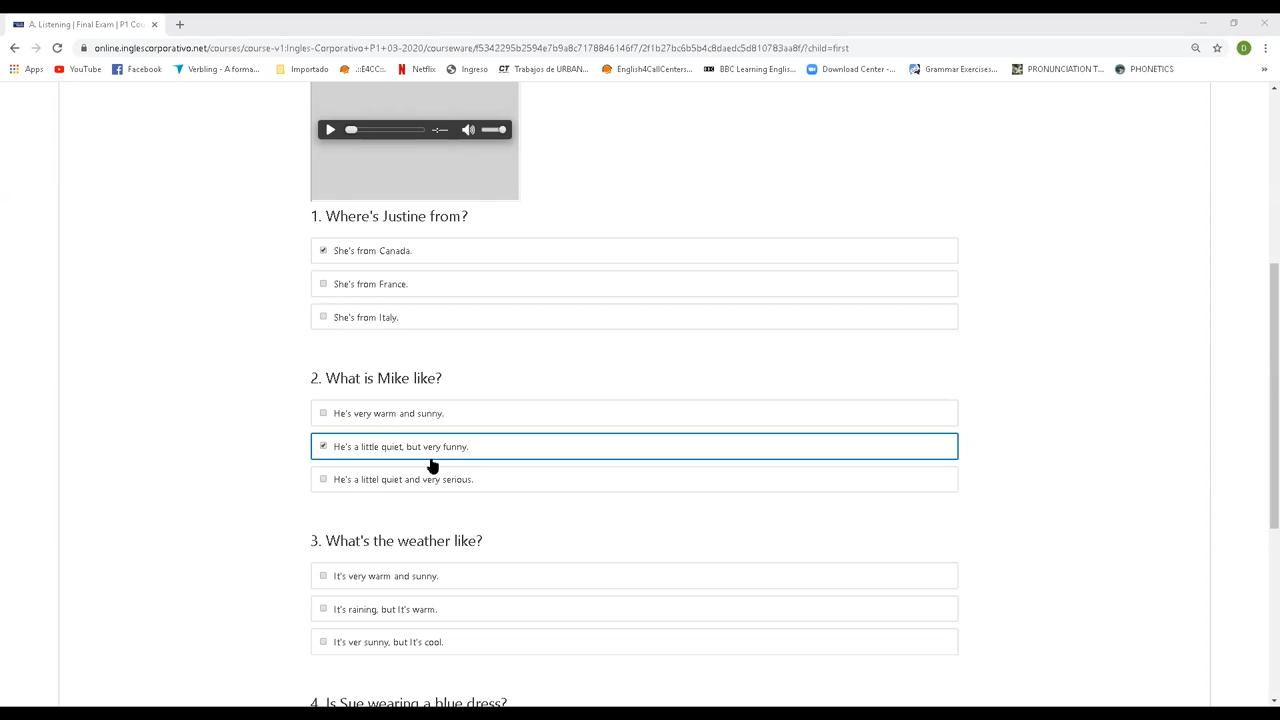 A. Listening | Final Exam | P1 Cou
online.inglescorporativo.net/courses/course-v1:Ingles-Corporativo+P1+03-2020/courseware/f5342295b2594e7b9a8c7178846146f7/2f1b27bc6b5b4c8daedc5d810783aa8f/?child=first
D
Apps YouTube Facebook Verbling - A forma... Importado .::E4CC::. Netflix Ingreso CT Trabajos de URBAN... English4CallCenters... BBC Learning Englis... Download Center -... Grammar Exercises... PRONUNCIATION T... PHONETICS »
-:--
1. Where's Justine from?
She's from Canada.
She's from France.
She's from Italy.
2. What is Mike like?
He's very warm and sunny.
He's a little quiet, but very funny.
He's a littel quiet and very serious.
3. What's the weather like?
It's very warm and sunny.
It's raining, but It's warm.
It's ver sunny, but It's cool.
4. Is Sue wearing a blue dress?